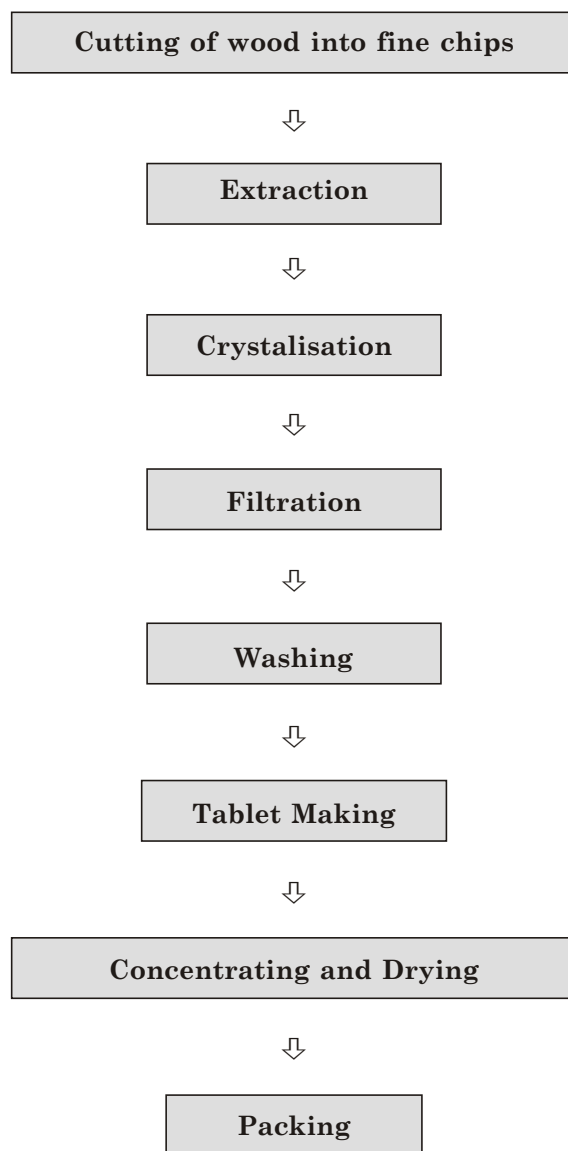 Cutting of wood into fine chips
Extraction
Crystalisation
Filtration
Washing
Tablet Making
Concentrating and Drying
Packing